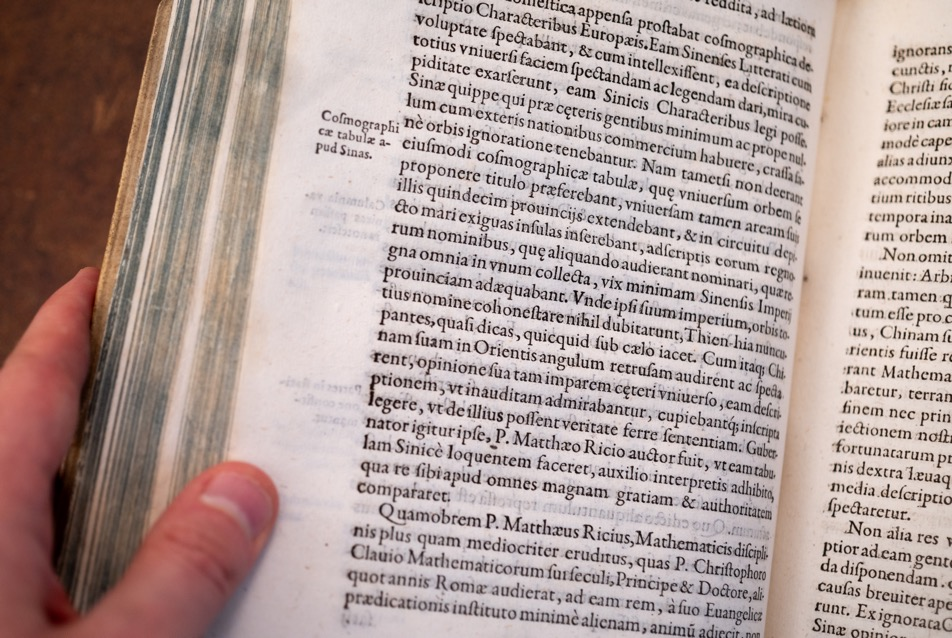 reddita, ad lætiora
domestica appensa prostabat cosmographica de-
scriptio Characteribus Europæis. Eam Sinenses Litterati cum
voluptate spectabant, & cum intellexissent, ea descriptione
totius vniuersi faciem spectandam ac legendam dari, mira cu-
piditate exarserunt, eam Sinicis Characteribus legi posse.
Sinæ quippe qui præ cęteris gentibus minimum ac prope nul-
lum cum exteris nationibus commercium habuere, crassa sa-
nè orbis ignoratione tenebantur. Nam tametsi non deerant
eiusmodi cosmographicæ tabulæ, quę vniuersum orbem se
proponere titulo præferebant, vniuersam tamen aream suis
illis quindecim prouincijs extendebant, & in circuitu depi-
cto mari exiguas insulas inserebant, adscriptis eorum regno-
rum nominibus, quę aliquando audierant nominari, quæ re-
gna omnia in vnum collecta, vix minimam Sinensis Imperij
prouinciam adæquabant. Vnde ipsi suum imperium, orbis to-
tius nomine cohonestare nihil dubitarunt, Thien-hia nuncu-
pantes, quasi dicas, quicquid sub cælo iacet. Cum itaq; Chi-
nam suam in Orientis angulum retrusam audirent ac specta-
rent, opinione sua tam imparem cęteri vniuerso, eam descri-
ptionem, vt inauditam admirabantur, cupiebantq; inscripta
legere, vt de illius possent veritate ferre sententiam. Guber-
nator igitur ipse, P. Matthæo Ricio auctor fuit, vt eam tabu-
lam Sinicè loquentem faceret, auxilio interpretis adhibito,
qua re sibi apud omnes magnam gratiam & authoritatem
compararet.
Quamobrem P. Matthæus Ricius, Mathematicis discipli-
nis plus quam mediocriter eruditus, quas P. Christophoro
Clauio Mathematicorum sui seculi, Principe & Doctore, ali-
quot annis Romæ audierat, ad eam rem, à suo Euangelicæ
prædicationis instituto minimè alienam, animū adiecit, non
Cosmographi
cæ tabulæ a-
pud Sinas.
ignorans
cunctis,
Christi
Ecclesiæ
iore in cam
modè cape
alias adiun
accommod
tium ritibus
tempora ina
rum orbem
Non omit
inuenit: Arb
ram tamen q
tum esse pro c
us, Chinam
rientis fuisse r
rant Mathema
baretur, terran
finem nec prin
iectionem nost
fortunatarum p
nis dextra læuaq
media descriptio
spectaretur.
Non alia res v
ptior ad eam gent
da disponendam.
causas breuiter ap
runt. Ex ignorata C
Sinæ opinio